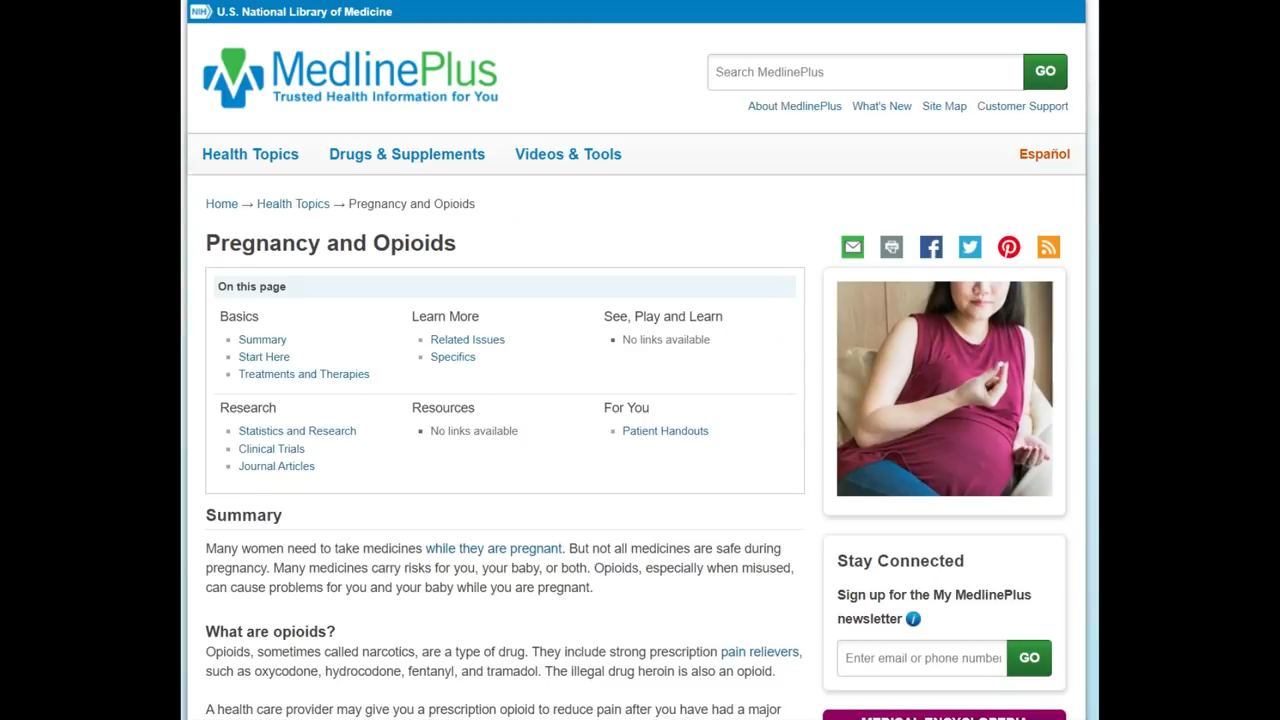 NIH U.S. National Library of Medicine
MedlinePlus
Trusted Health Information for You
Search MedlinePlus
GO
About MedlinePlus What's New Site Map Customer Support
Health Topics Drugs & Supplements Videos & Tools
Español
Home → Health Topics → Pregnancy and Opioids
Pregnancy and Opioids
On this page
Basics
Summary
Start Here
Treatments and Therapies
Learn More
Related Issues
Specifics
See, Play and Learn
No links available
Research
Statistics and Research
Clinical Trials
Journal Articles
Resources
No links available
For You
Patient Handouts
Summary
Many women need to take medicines while they are pregnant. But not all medicines are safe during
pregnancy. Many medicines carry risks for you, your baby, or both. Opioids, especially when misused,
can cause problems for you and your baby while you are pregnant.
What are opioids?
Opioids, sometimes called narcotics, are a type of drug. They include strong prescription pain relievers,
such as oxycodone, hydrocodone, fentanyl, and tramadol. The illegal drug heroin is also an opioid.
A health care provider may give you a prescription opioid to reduce pain after you have had a major
Stay Connected
Sign up for the My MedlinePlus
newsletter
Enter email or phone number
GO
MEDICAL ENCYCLOPEDIA